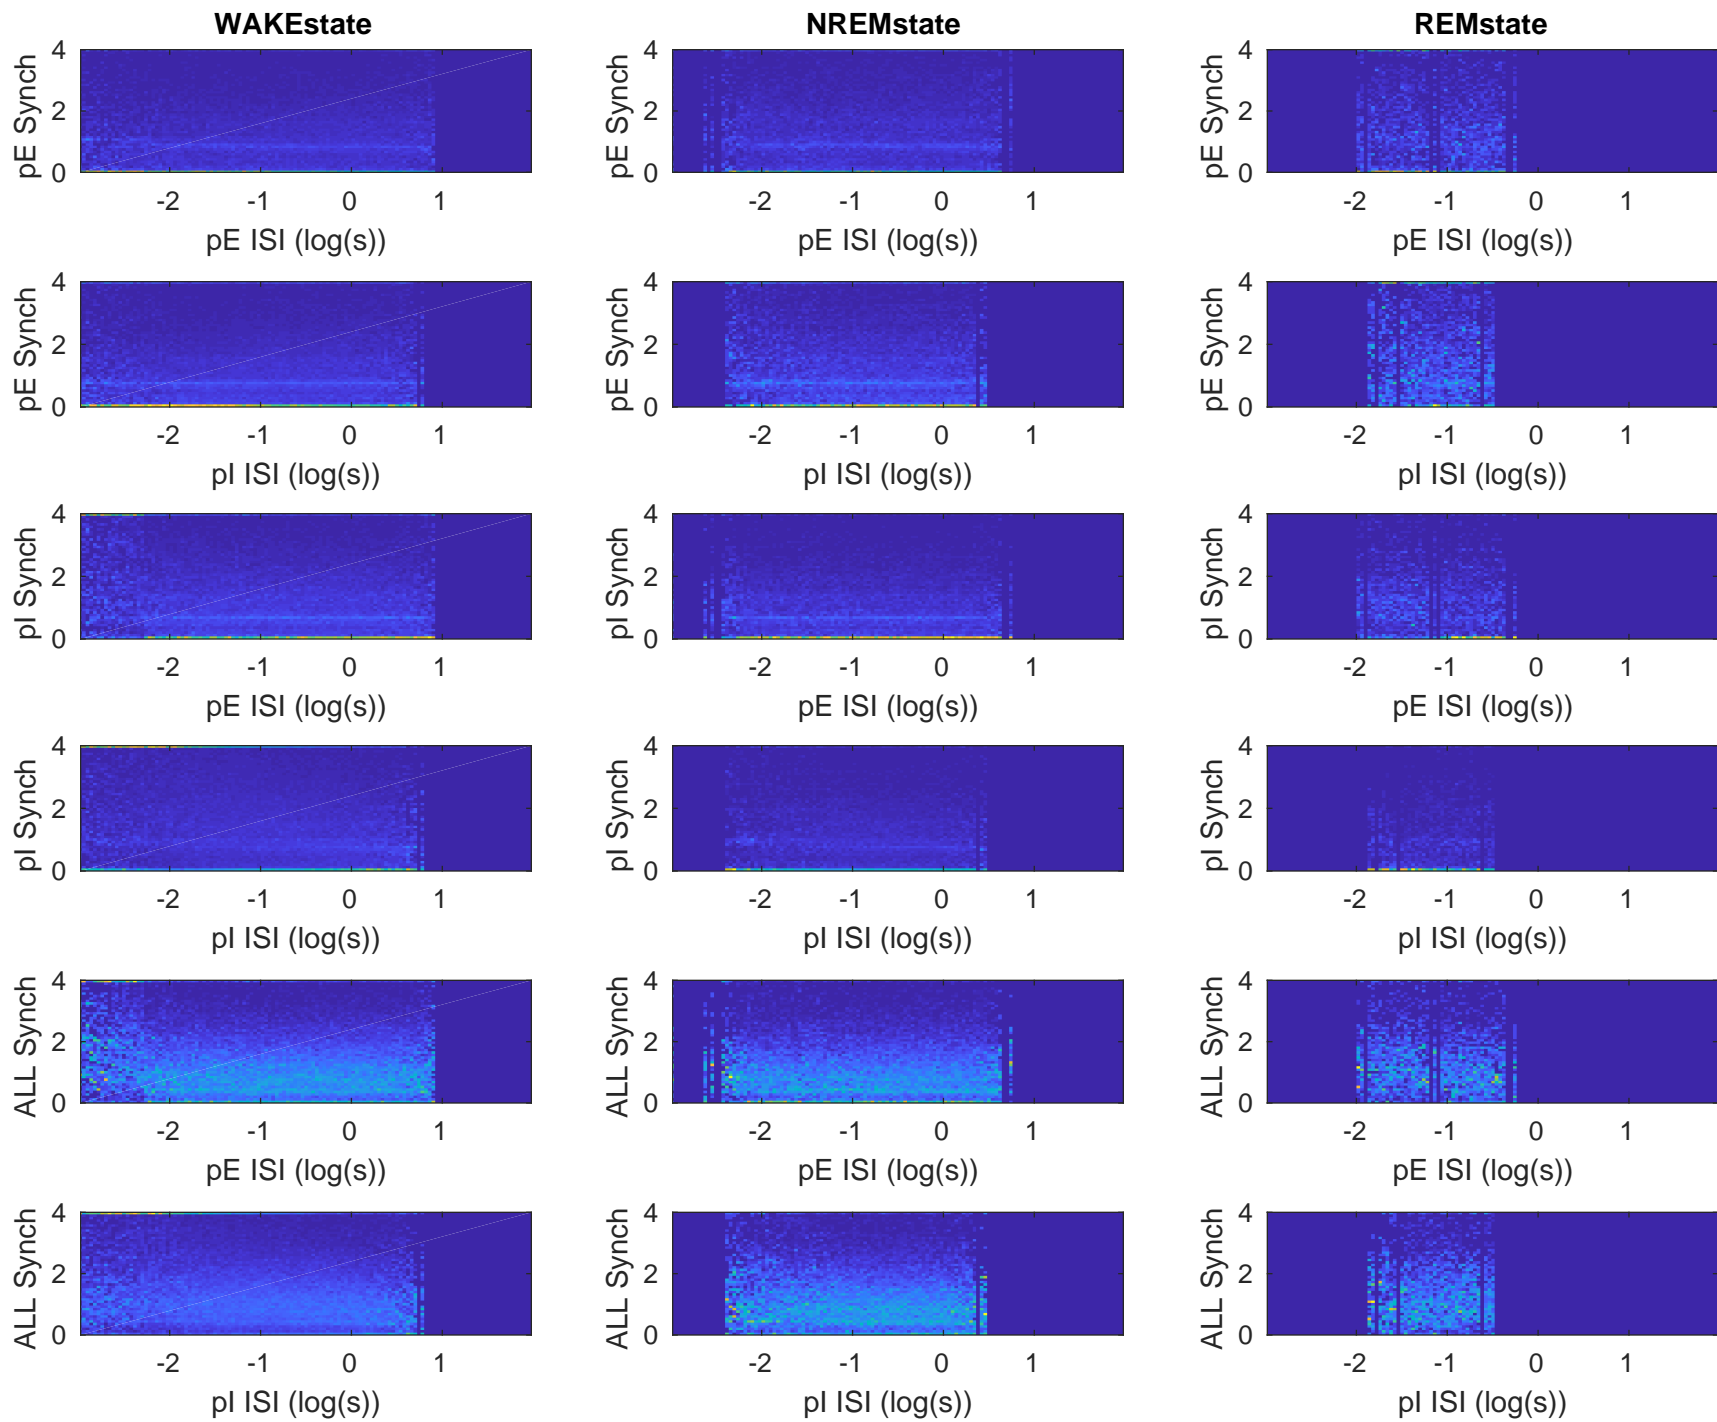 WAKEstate NREMstate REMstate
4 4 4
pE Synch pE Synch pE Synch
2 2 2
0 0 0
-2 -1 0 1 -2 -1 0 1 -2 -1 0 1
pE ISI (log(s)) pE ISI (log(s)) pE ISI (log(s))
4 4 4
pE Synch pE Synch pE Synch
2 2 2
0 0 0
-2 -1 0 1 -2 -1 0 1 -2 -1 0 1
pI ISI (log(s)) pI ISI (log(s)) pI ISI (log(s))
4 4 4
pI Synch pI Synch pI Synch
2 2 2
0 0 0
-2 -1 0 1 -2 -1 0 1 -2 -1 0 1
pE ISI (log(s)) pE ISI (log(s)) pE ISI (log(s))
4 4 4
pI Synch pI Synch pI Synch
2 2 2
0 0 0
-2 -1 0 1 -2 -1 0 1 -2 -1 0 1
pI ISI (log(s)) pI ISI (log(s)) pI ISI (log(s))
4 4 4
ALL Synch ALL Synch ALL Synch
2 2 2
0 0 0
-2 -1 0 1 -2 -1 0 1 -2 -1 0 1
pE ISI (log(s)) pE ISI (log(s)) pE ISI (log(s))
4 4 4
ALL Synch ALL Synch ALL Synch
2 2 2
0 0 0
-2 -1 0 1 -2 -1 0 1 -2 -1 0 1
pI ISI (log(s)) pI ISI (log(s)) pI ISI (log(s))